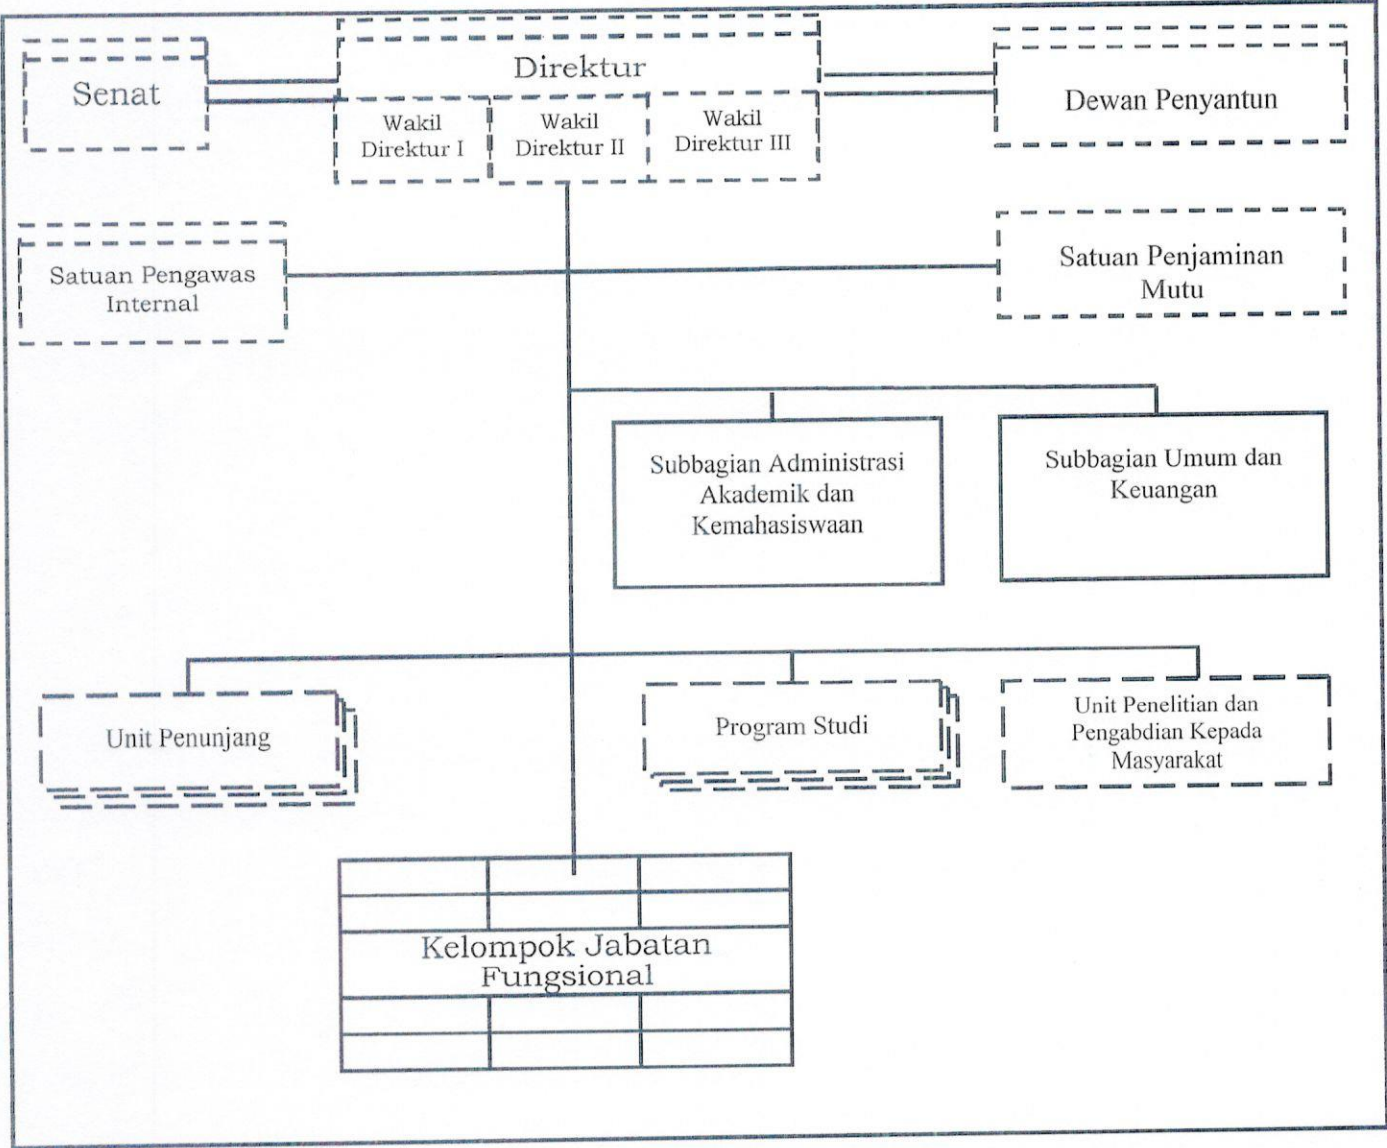 Senat
Direktur
Wakil
Direktur I
Wakil
Direktur II
Wakil
Direktur III
Dewan Penyantun
Satuan Pengawas
Internal
Satuan Penjaminan
Mutu
Subbagian Administrasi
Akademik dan
Kemahasiswaan
Subbagian Umum dan
Keuangan
Unit Penunjang
Program Studi
Unit Penelitian dan
Pengabdian Kepada
Masyarakat
Kelompok Jabatan
Fungsional